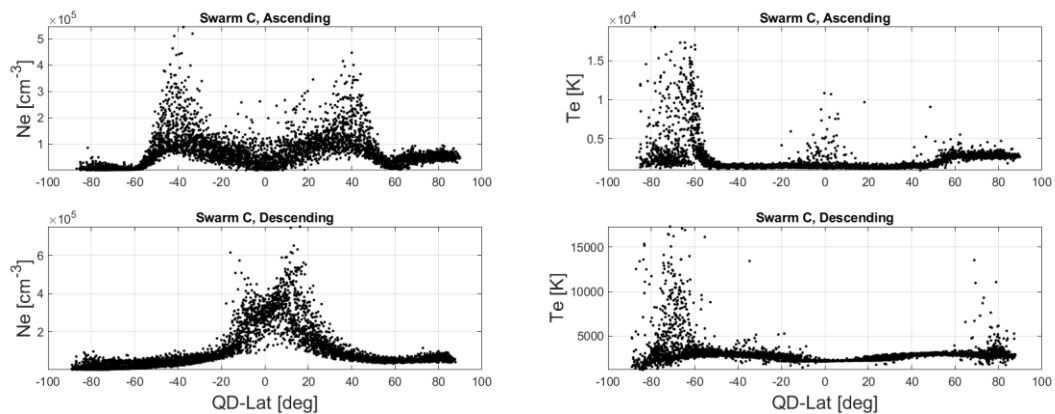 Swarm C, Ascending
×10^5
Ne [cm^-3]
5
4
3
2
1
-100 -80 -60 -40 -20 0 20 40 60 80 100
Swarm C, Ascending
×10^4
Te [K]
1.5
1
0.5
-100 -80 -60 -40 -20 0 20 40 60 80 100
Swarm C, Descending
×10^5
Ne [cm^-3]
6
4
2
-100 -80 -60 -40 -20 0 20 40 60 80 100
QD-Lat [deg]
Swarm C, Descending
Te [K]
15000
10000
5000
-100 -80 -60 -40 -20 0 20 40 60 80 100
QD-Lat [deg]